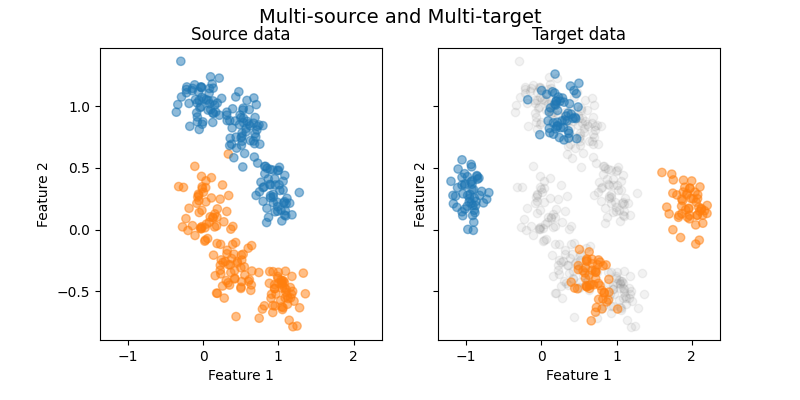 Multi-source and Multi-target
Source data
Target data
Feature 2
1.0
0.5
0.0
−0.5
−1 0 1 2
Feature 1
Feature 2
−1 0 1 2
Feature 1